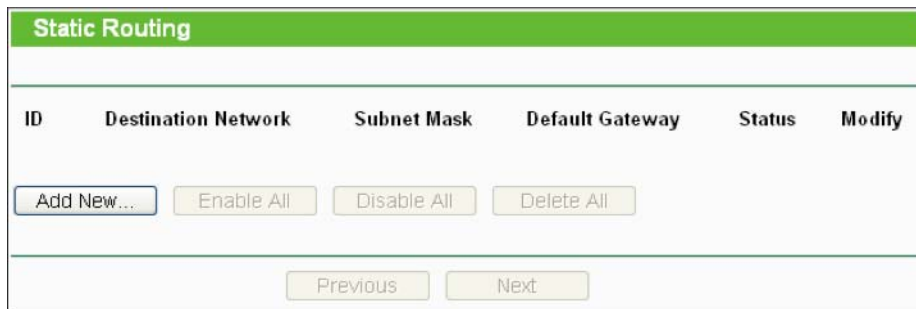 Static Routing
ID Destination Network Subnet Mask Default Gateway Status Modify
Add New... Enable All Disable All Delete All
Previous Next